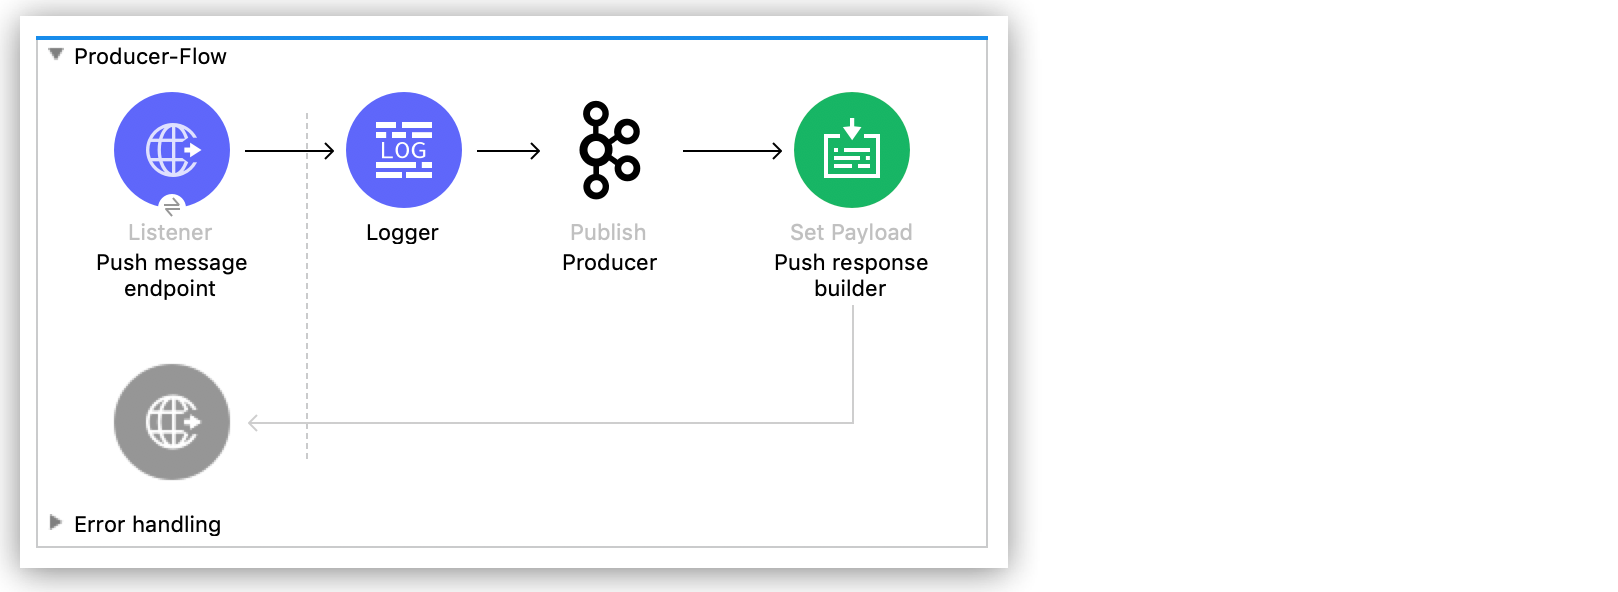 Producer-Flow
LOG
Listener
Push message
endpoint
Logger
Publish
Producer
Set Payload
Push response
builder
Error handling